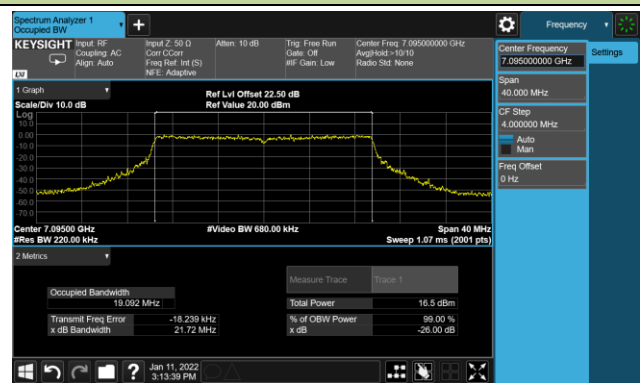 Spectrum Analyzer 1
Occupied BW
+
Frequency
KEYSIGHT
Input: RF
Coupling: AC
Align: Auto
Input Z: 50 Ω
Corr CCorr
Freq Ref: Int (S)
NFE: Adaptive
Atten: 10 dB
Trig: Free Run
Gate: Off
#IF Gain: Low
Center Freq: 7.095000000 GHz
Avg|Hold:>10/10
Radio Std: None
LXI
Center Frequency
7.095000000 GHz
Settings
Span
40.000 MHz
CF Step
4.000000 MHz
Auto
Man
Freq Offset
0 Hz
1 Graph
Scale/Div 10.0 dB
Ref Lvl Offset 22.50 dB
Ref Value 20.00 dBm
Log
10.0
0.00
-10.0
-20.0
-30.0
-40.0
-50.0
-60.0
-70.0
Center 7.09500 GHz
#Video BW 680.00 kHz
Span 40 MHz
#Res BW 220.00 kHz
Sweep 1.07 ms (2001 pts)
2 Metrics
Measure Trace
Trace 1
Occupied Bandwidth
19.092 MHz
Total Power
16.5 dBm
Transmit Freq Error
-18.239 kHz
% of OBW Power
99.00 %
x dB Bandwidth
21.72 MHz
x dB
-26.00 dB
?
Jan 11, 2022
3:13:39 PM